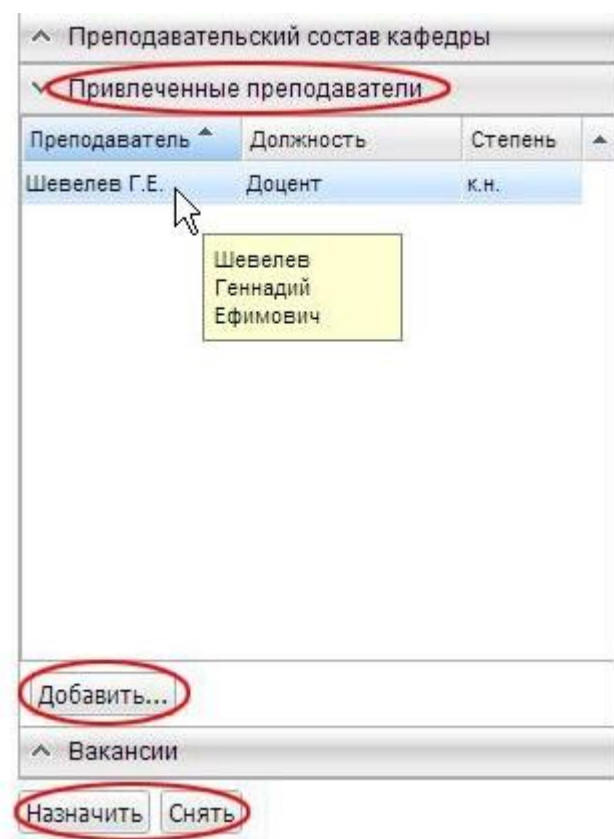 Преподавательский состав кафедры
Привлеченные преподаватели
Преподаватель Должность Степень
Шевелев Г.Е. Доцент к.н.
Шевелев
Геннадий
Ефимович
Добавить...
Вакансии
Назначить Снять